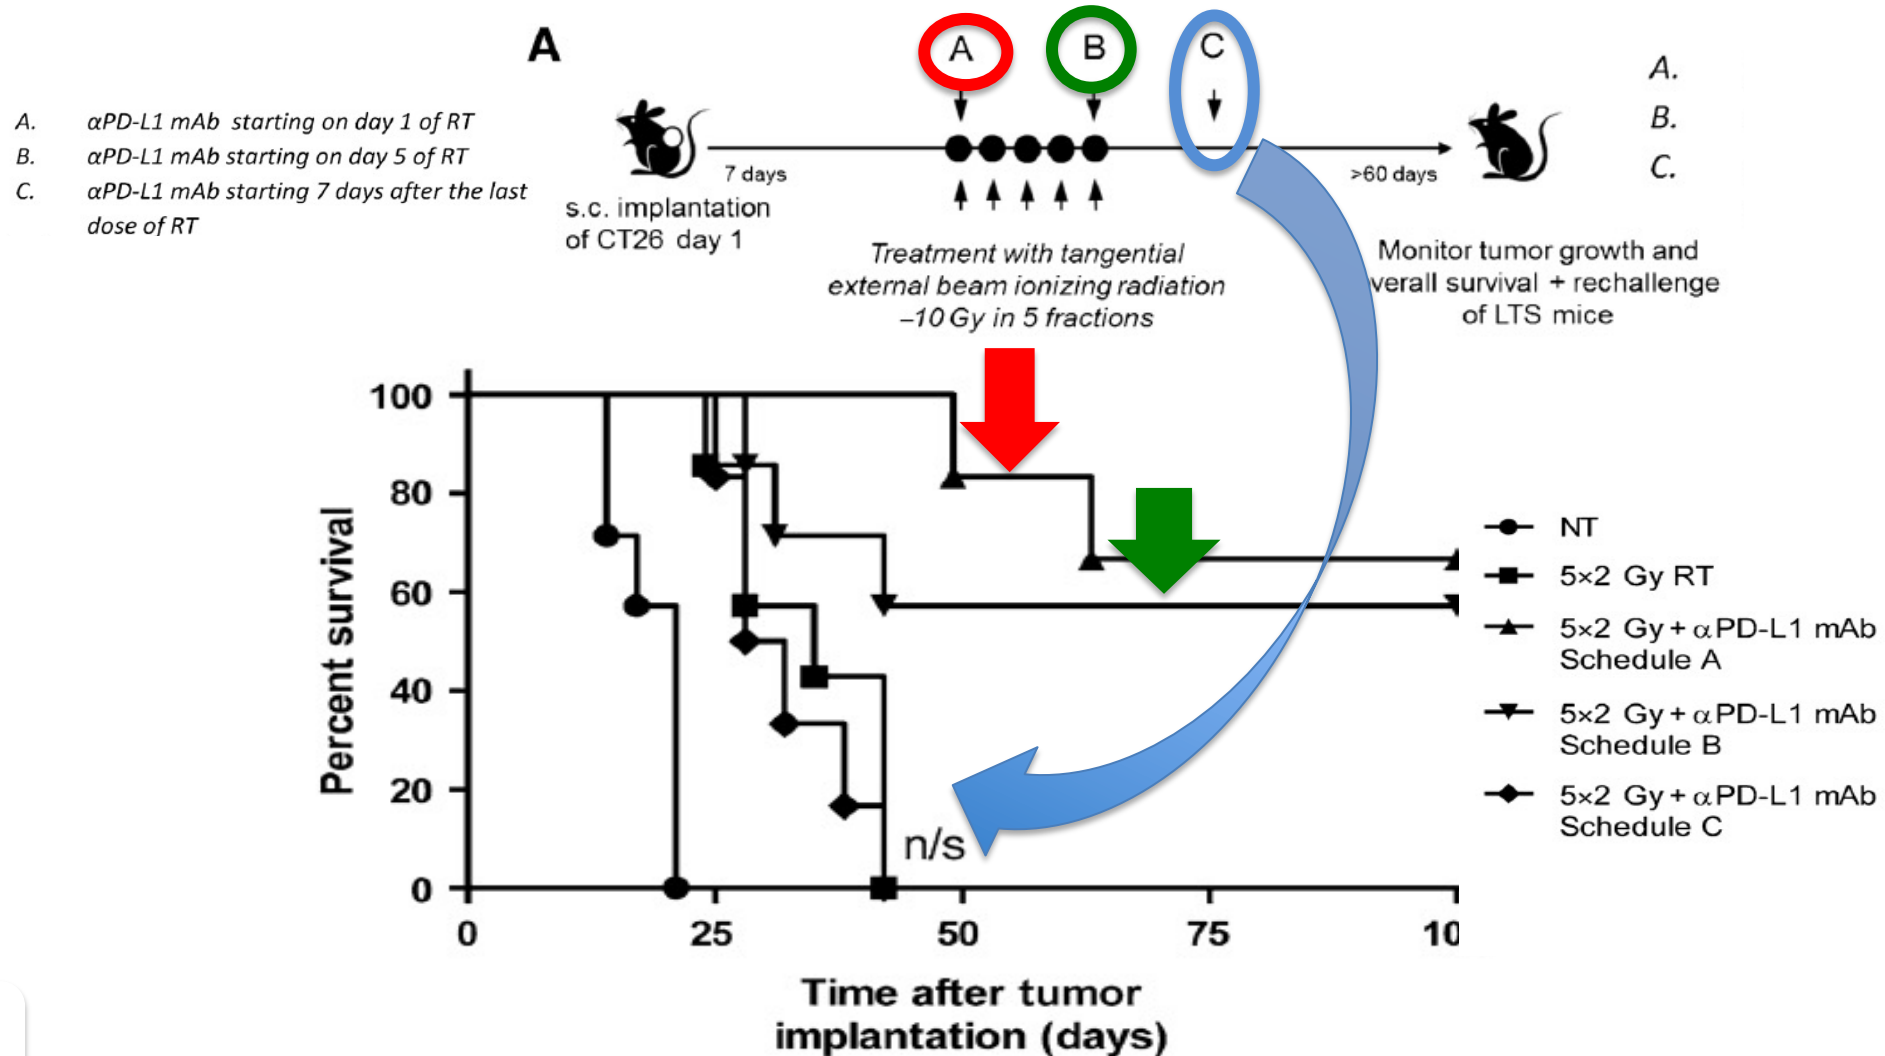 A
A
B
C
A.
B.
C.
A. αPD-L1 mAb starting on day 1 of RT
B. αPD-L1 mAb starting on day 5 of RT
C. αPD-L1 mAb starting 7 days after the last
dose of RT
7 days
>60 days
s.c. implantation
of CT26 day 1
Treatment with tangential
external beam ionizing radiation
–10 Gy in 5 fractions
Monitor tumor growth and
verall survival + rechallenge
of LTS mice
Percent survival
100
80
60
40
20
0
n/s
0
25
50
75
10
Time after tumor
implantation (days)
NT
5×2 Gy RT
5×2 Gy + αPD-L1 mAb
Schedule A
5×2 Gy + αPD-L1 mAb
Schedule B
5×2 Gy + αPD-L1 mAb
Schedule C